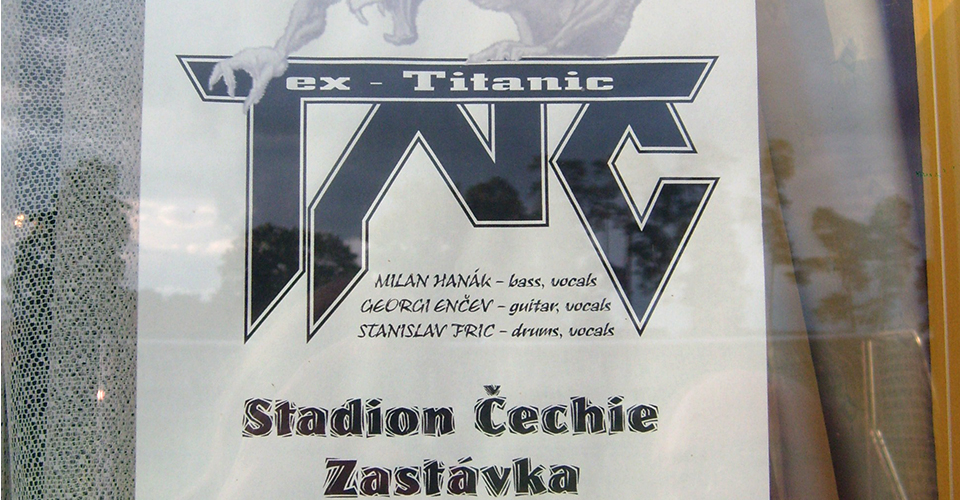 ex - Titanic
TNC
MILAN HANÁK - bass, vocals
GEORGI ENČEV - guitar, vocals
STANISLAV FRIC - drums, vocals
Stadion Čechie
Zastávka